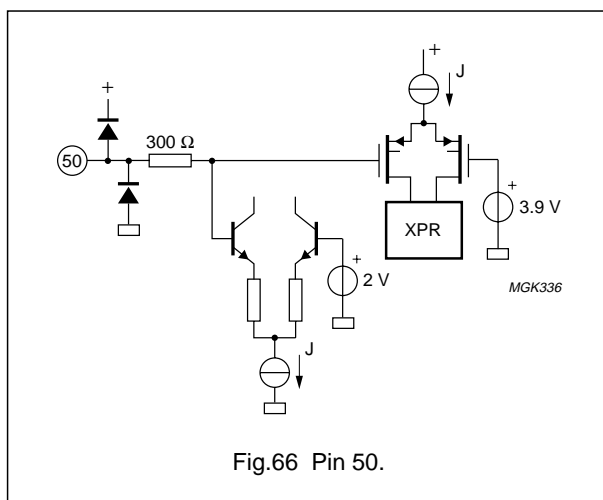 +
+
J
50
300 Ω
+
3.9 V
XPR
+
2 V
MGK336
J
Fig.66 Pin 50.